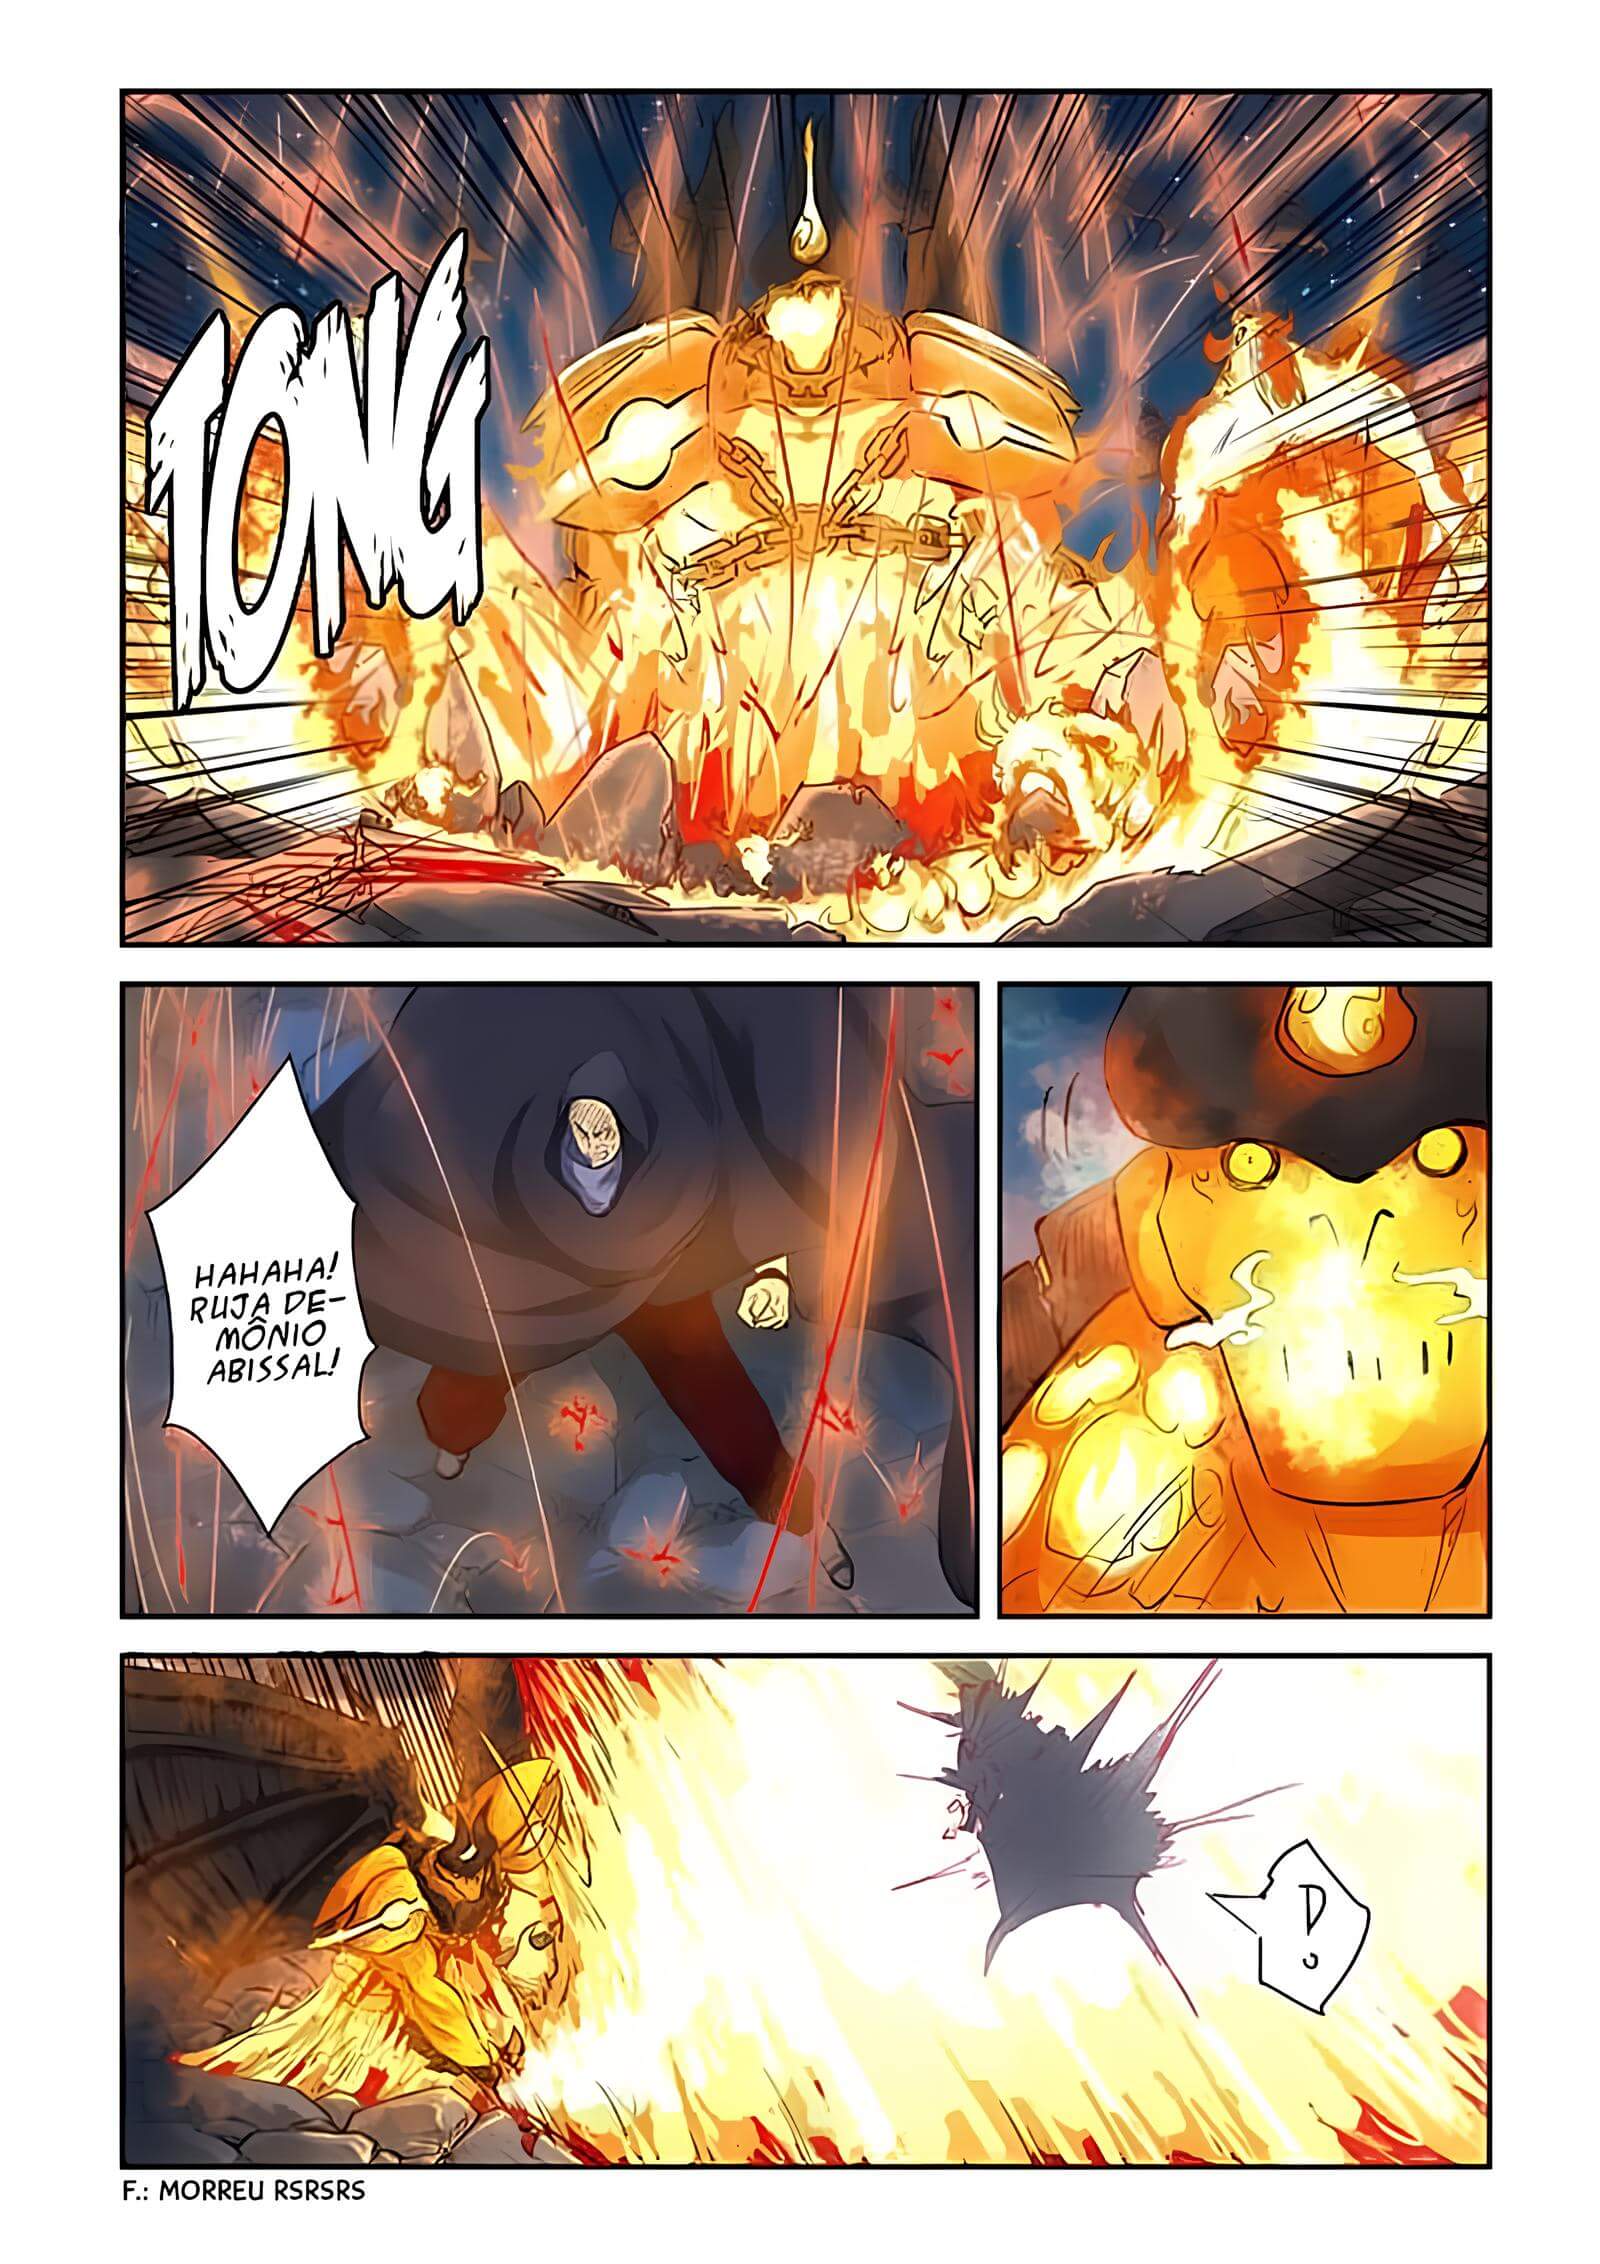 TONG
HAHAHA!
RUJA DE-
MÔNIO
ABISSAL!
F.: MORREU RSRSRS